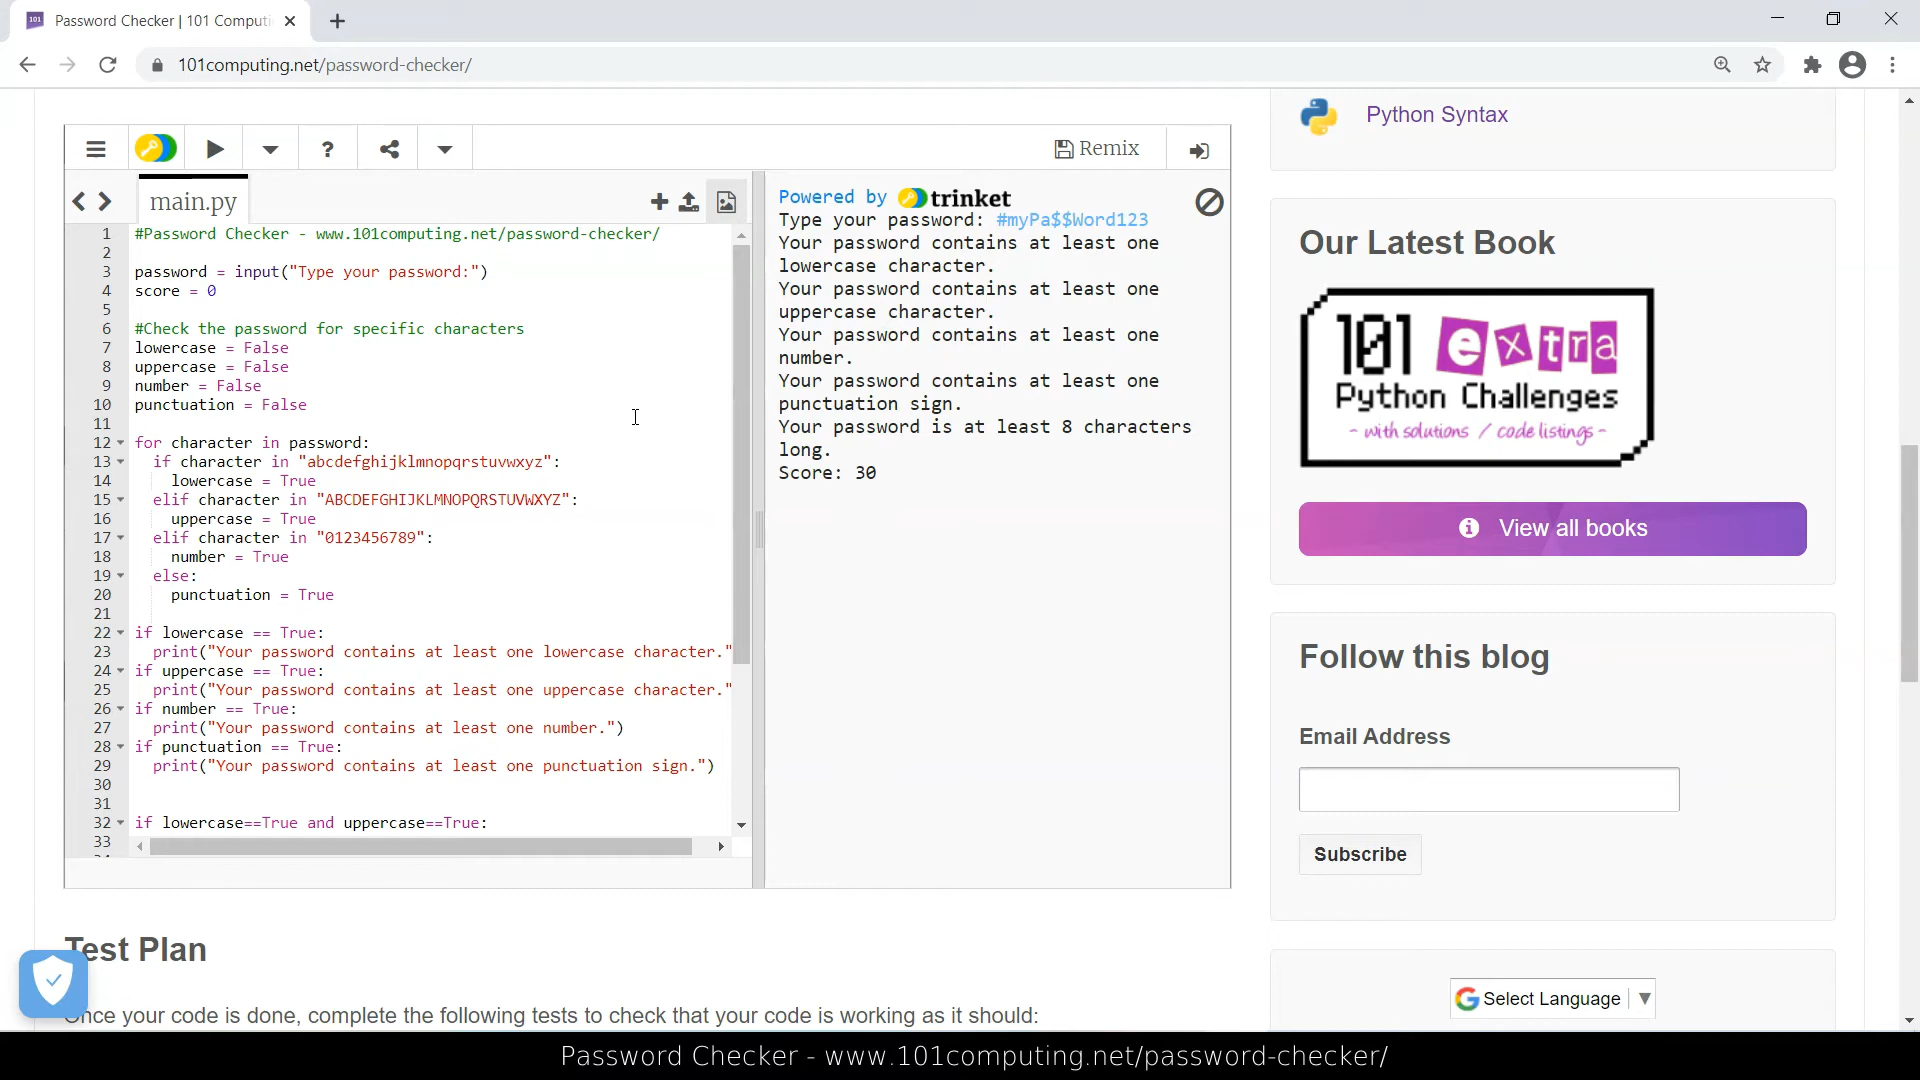 Password Checker | 101 Computi
101computing.net/password-checker/
Remix
main.py
1 #Password Checker - www.101computing.net/password-checker/
2
3 password = input("Type your password:")
4 score = 0
5
6 #Check the password for specific characters
7 lowercase = False
8 uppercase = False
9 number = False
10 punctuation = False
11
12 for character in password:
13 if character in "abcdefghijklmnopqrstuvwxyz":
14 lowercase = True
15 elif character in "ABCDEFGHIJKLMNOPQRSTUVWXYZ":
16 uppercase = True
17 elif character in "0123456789":
18 number = True
19 else:
20 punctuation = True
21
22 if lowercase == True:
23 print("Your password contains at least one lowercase character."
24 if uppercase == True:
25 print("Your password contains at least one uppercase character."
26 if number == True:
27 print("Your password contains at least one number.")
28 if punctuation == True:
29 print("Your password contains at least one punctuation sign.")
30
31
32 if lowercase==True and uppercase==True:
33
Powered by trinket
Type your password: #myPa$$Word123
Your password contains at least one
lowercase character.
Your password contains at least one
uppercase character.
Your password contains at least one
number.
Your password contains at least one
punctuation sign.
Your password is at least 8 characters
long.
Score: 30
Python Syntax
Our Latest Book
101 extra
Python Challenges
- with solutions / code listings -
View all books
Follow this blog
Email Address
Subscribe
Select Language
Test Plan
Once your code is done, complete the following tests to check that your code is working as it should:
Password Checker - www.101computing.net/password-checker/